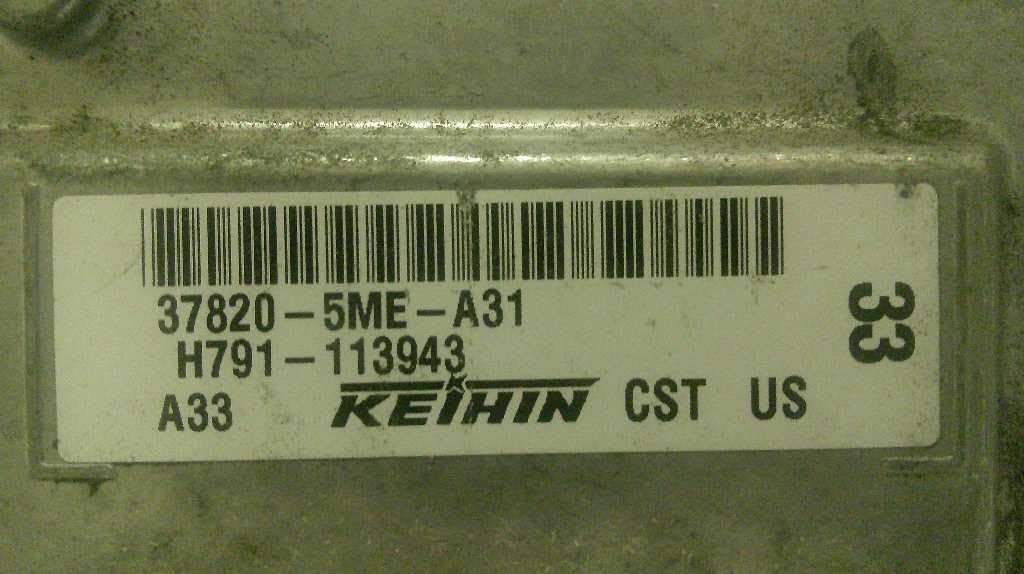 37820-5ME-A31
H791-113943
A33 KEIHIN CST US
33